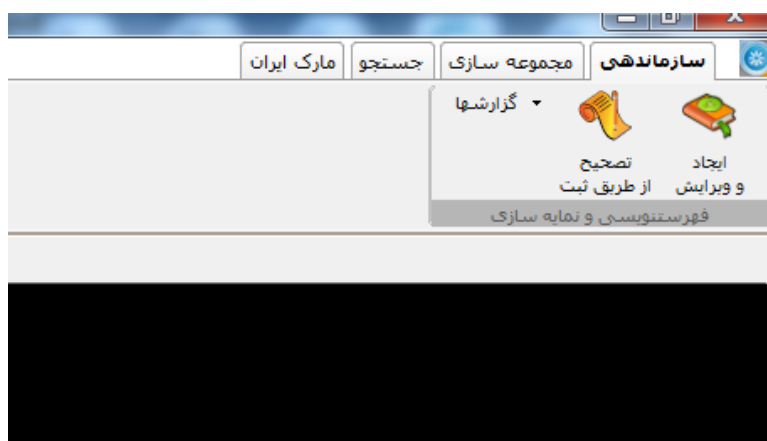 سازماندهی
مجموعه سازی
جستجو
مارک ایران
ایجاد
و ویرایش
تصحیح
از طریق ثبت
گزارشها
فهرستنویسی و نمایه سازی